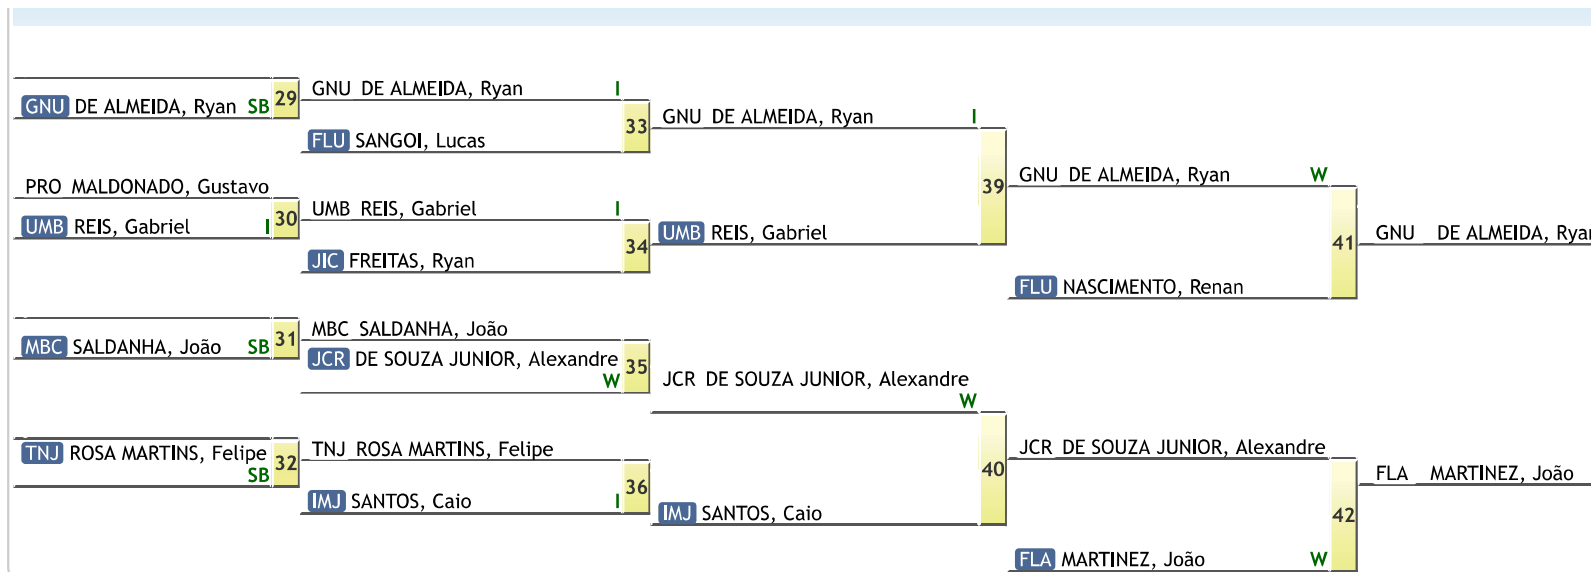 GNU DE ALMEIDA, Ryan SB
29
PRO MALDONADO, Gustavo
UMB REIS, Gabriel I
30
MBC SALDANHA, João SB
31
TNJ ROSA MARTINS, Felipe
SB
32
GNU DE ALMEIDA, Ryan I
FLU SANGOI, Lucas
33
UMB REIS, Gabriel I
JIC FREITAS, Ryan
34
MBC SALDANHA, João
JCR DE SOUZA JUNIOR, Alexandre
W
35
TNJ ROSA MARTINS, Felipe
IMJ SANTOS, Caio I
36
GNU DE ALMEIDA, Ryan I
UMB REIS, Gabriel
39
JCR DE SOUZA JUNIOR, Alexandre
W
IMJ SANTOS, Caio
40
GNU DE ALMEIDA, Ryan W
FLU NASCIMENTO, Renan
41
JCR DE SOUZA JUNIOR, Alexandre
FLA MARTINEZ, João W
42
GNU DE ALMEIDA, Ryan
FLA MARTINEZ, João